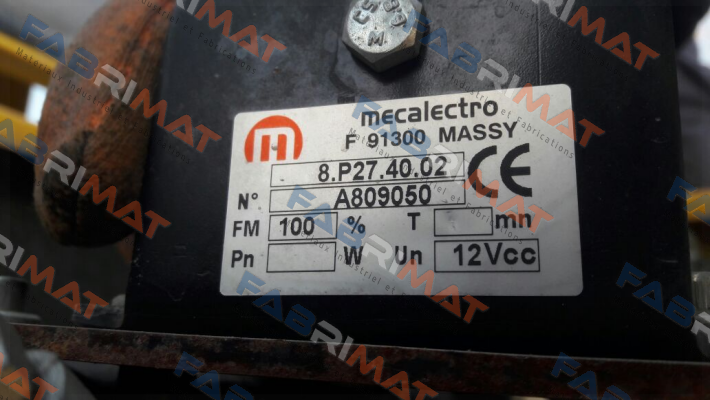 mecalectro
m
F 91300 MASSY
8.P27.40.02
CE
N° A809050
FM 100 % T mn
Pn W Un 12Vcc
FABRIMAT
FABRIMAT
FABRIMAT
FABRIMAT
FABRIMAT
FABRIMAT
FABRIMAT